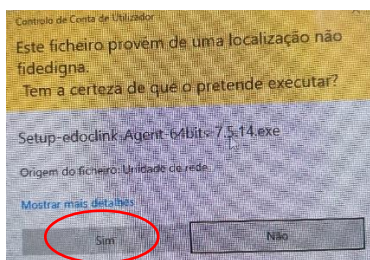 Controlo de Conta de Utilizador
Este ficheiro provém de uma localização não
fidedigna.
Tem a certeza de que o pretende executar?
Setup-edoclink-Agent-64bits-7.5.14.exe
Origem do ficheiro: Unidade de rede
Mostrar mais detalhes
Sim
Não